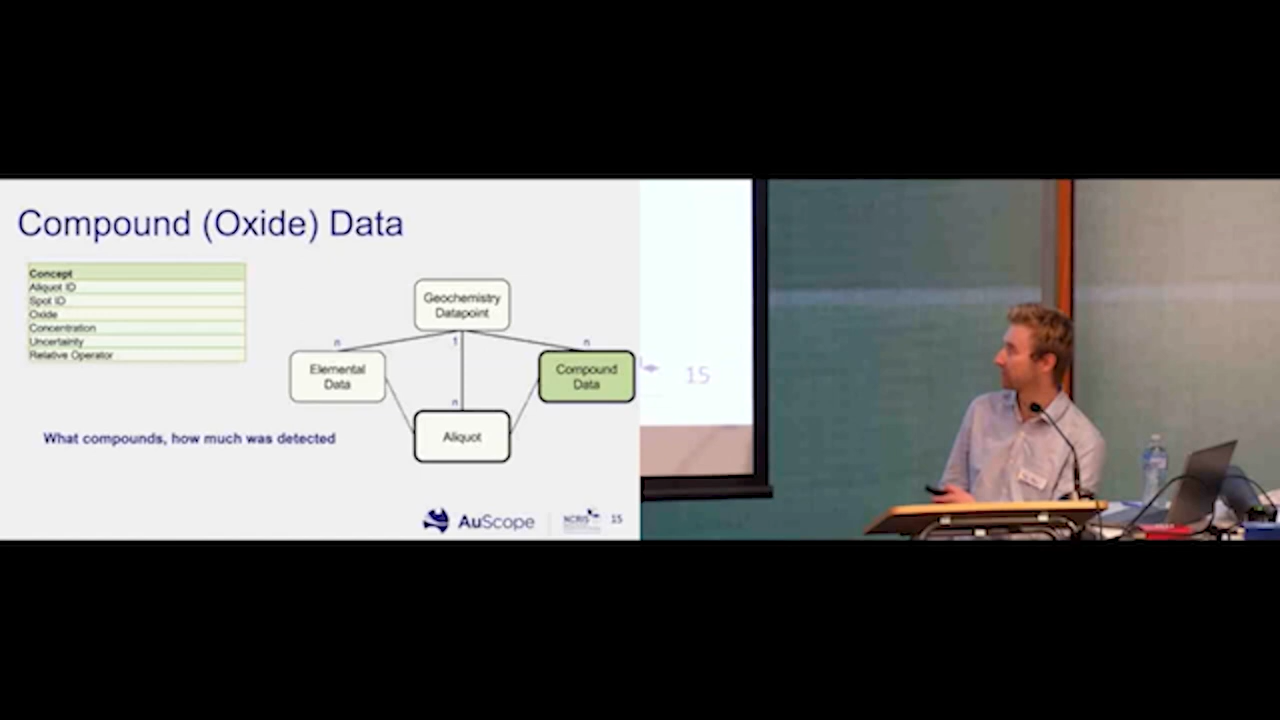 Compound (Oxide) Data
Concept
Aliquot ID
Spot ID
Oxide
Concentration
Uncertainty
Relative Operator
Geochemistry
Datapoint
n
1
n
Elemental
Data
Compound
Data
n
Aliquot
What compounds, how much was detected
AuScope
NCRIS
15
15